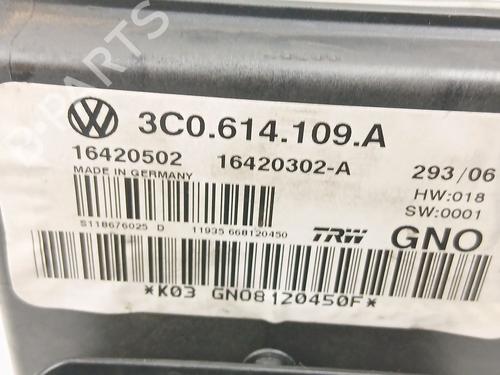 3C0.614.109.A
16420502 16420302-A 293/06
MADE IN GERMANY HW:018
SW:0001
S118676025 D 11935 668120450 TRW GNO
*K03 GNO8120450F*